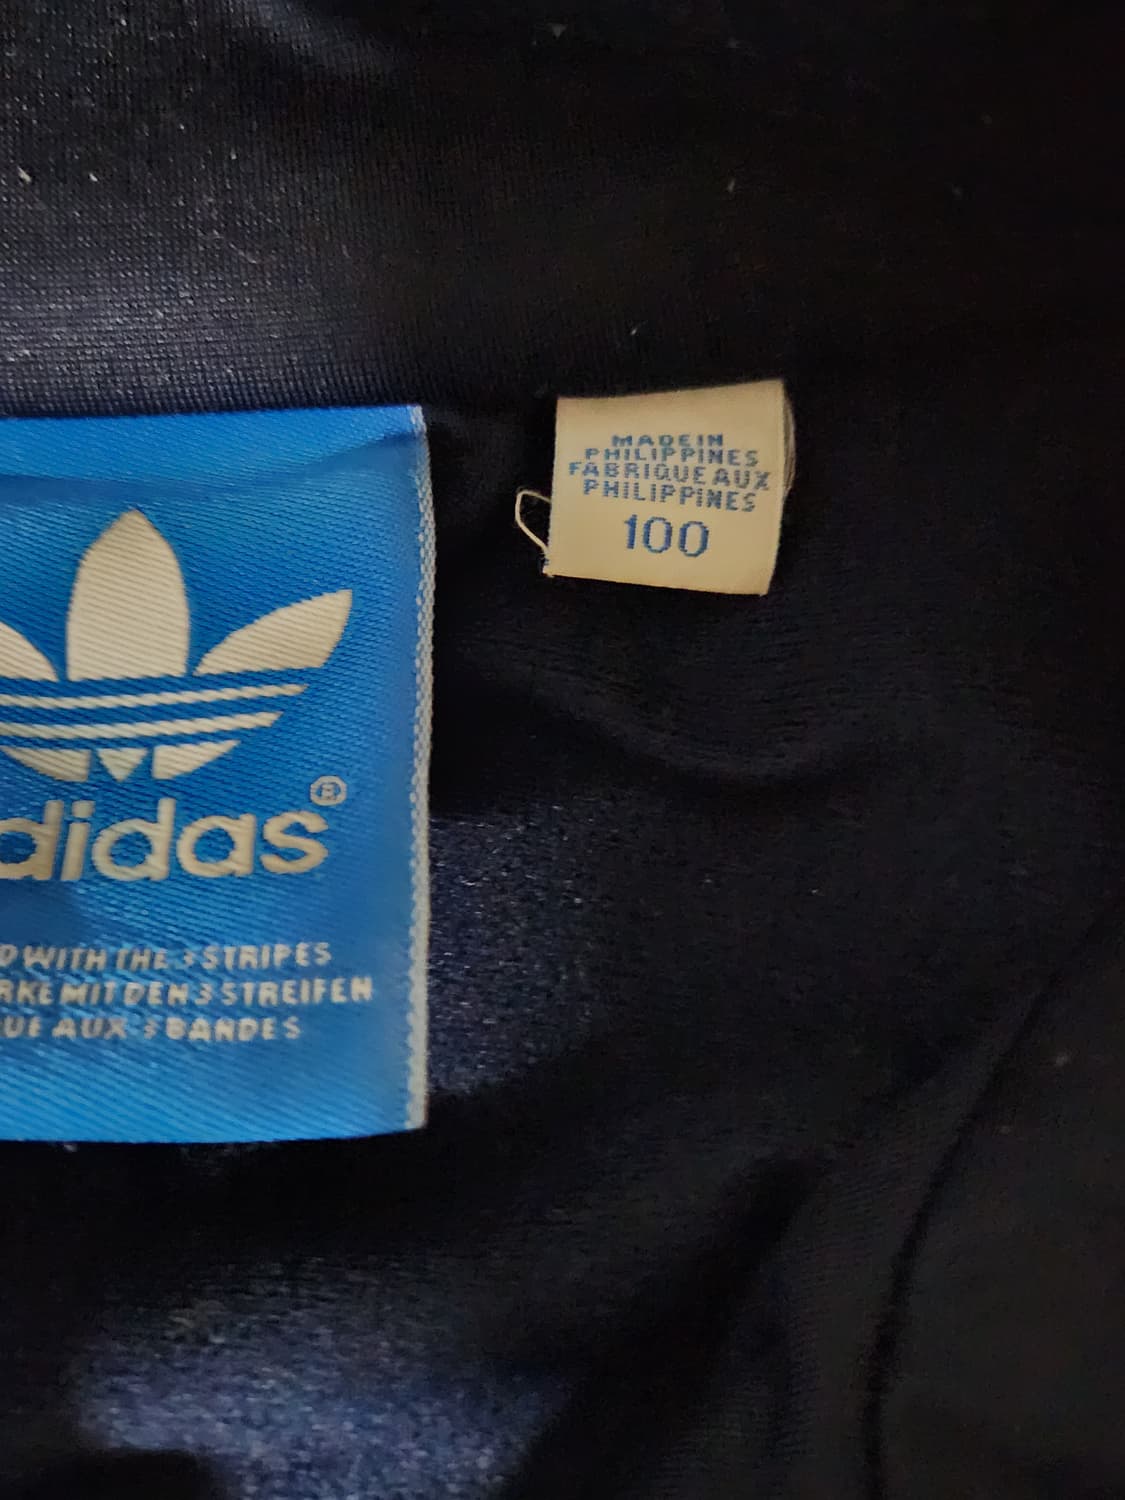 MADE IN
PHILIPPINES
FABRIQUE AUX
PHILIPPINES
100
adidas®
D WITH THE 3 STRIPES
RKE MIT DEN 3 STREIFEN
UE AUX 3 BANDES